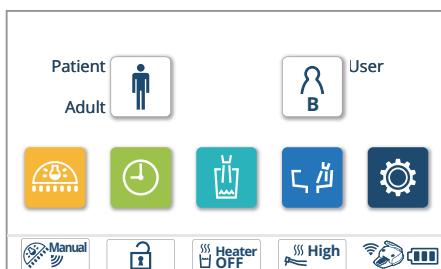 Patient
User
Adult
B
Manual
Heater
OFF
High